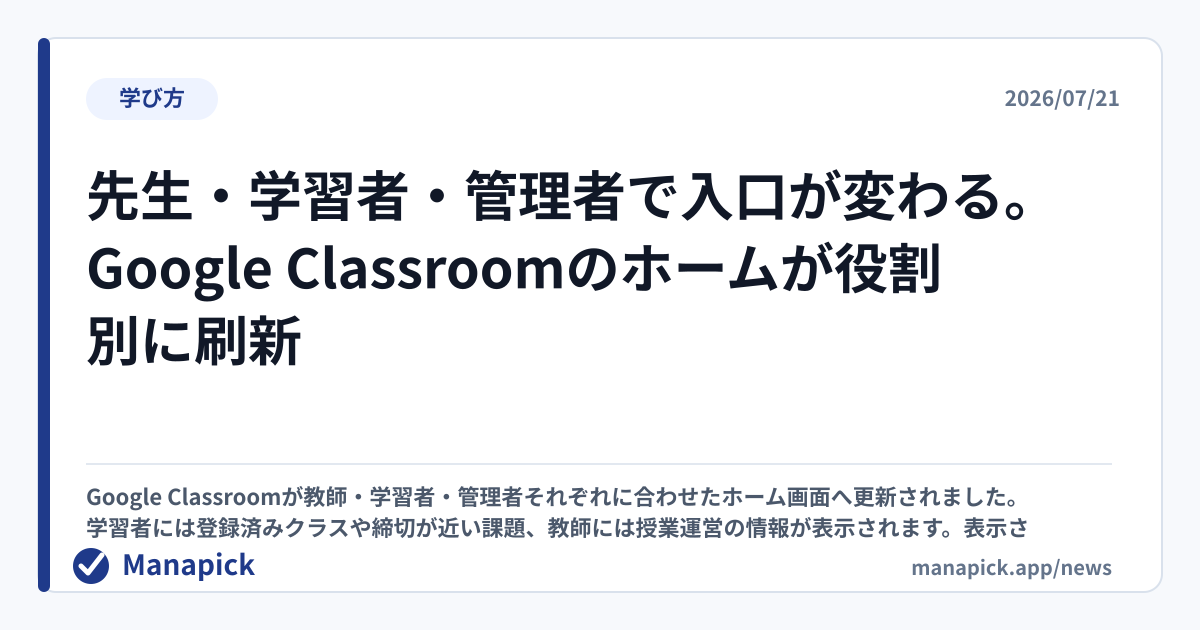 学び方
2026/07/21
先生・学習者・管理者で入口が変わる。
Google Classroomのホームが役割
別に刷新
Google Classroomが教師・学習者・管理者それぞれに合わせたホーム画面へ更新されました。
学習者には登録済みクラスや締切が近い課題、教師には授業運営の情報が表示されます。表示さ
Manapick
manapick.app/news